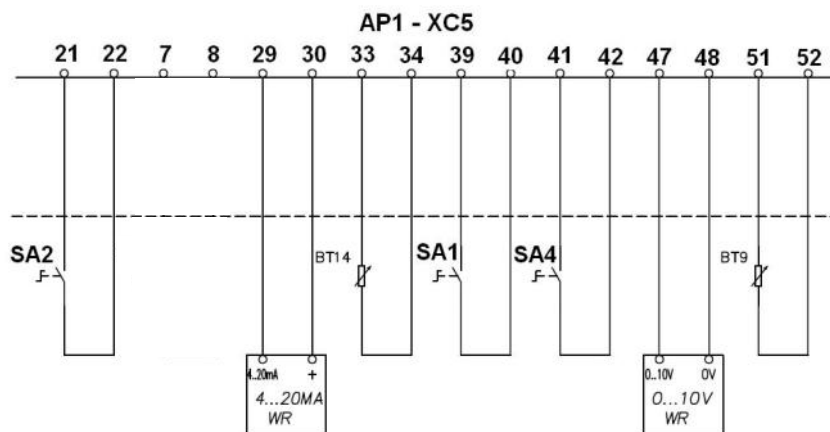 AP1 - XC5
21 22 7 8 29 30 33 34 39 40 41 42 47 48 51 52
SA2 BT14 SA1 SA4 BT9
4..20mA + 0..10V 0V
4...20MA 0...10V
WR WR